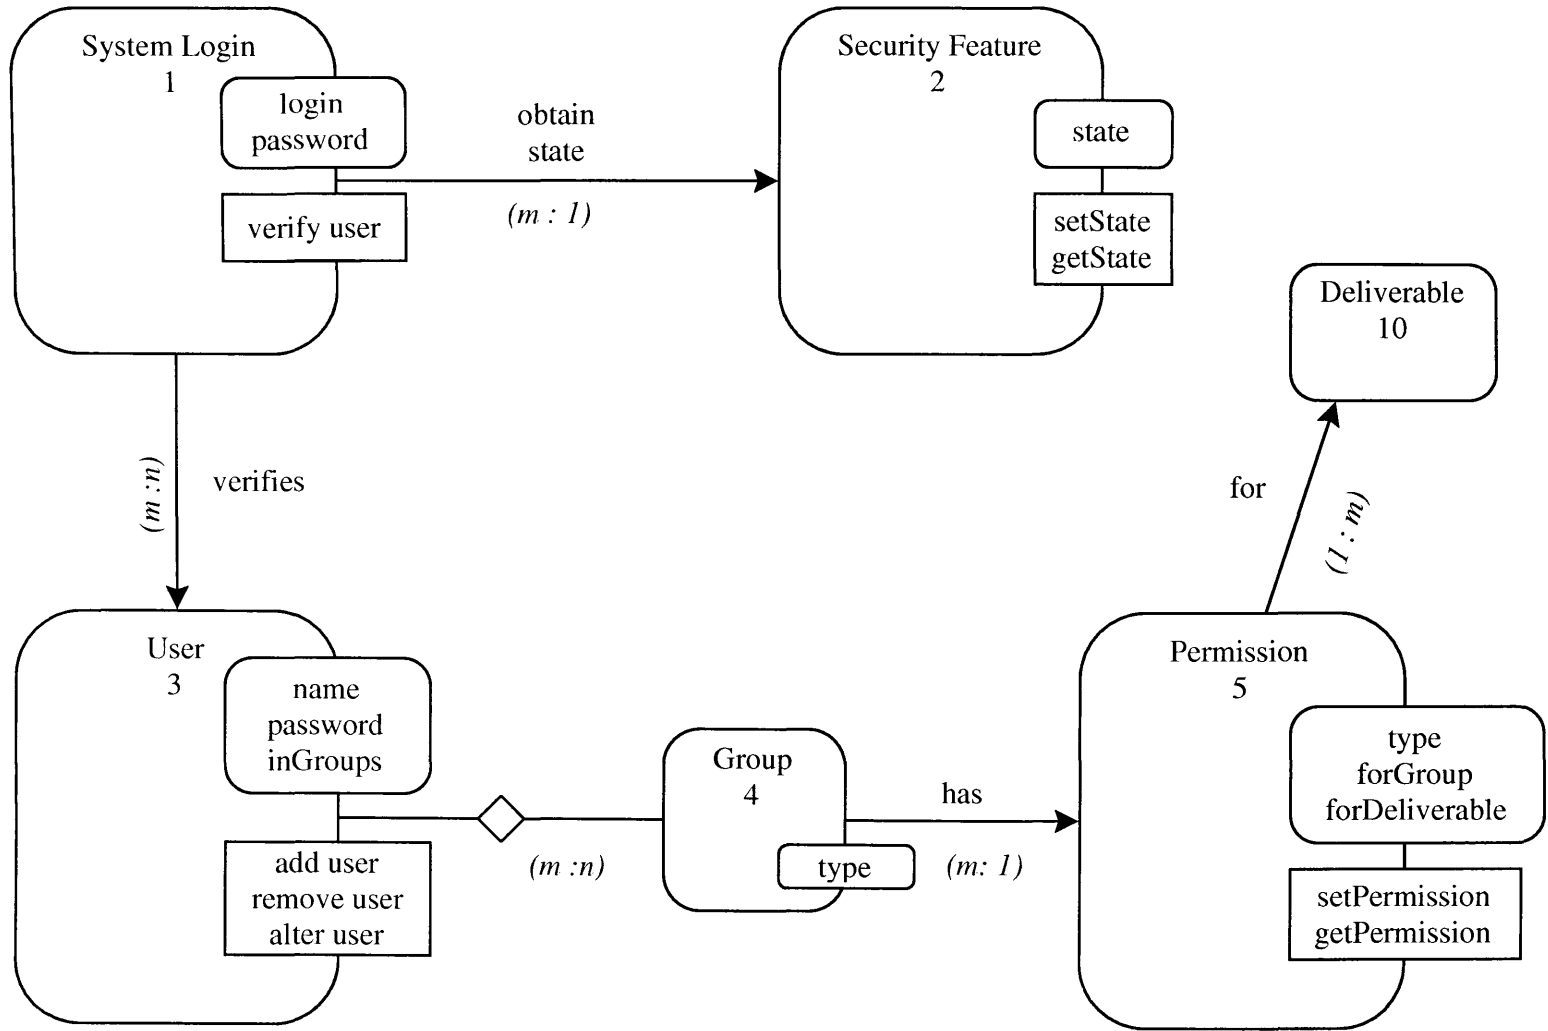 System Login
1
login
password
verify user
obtain
state
(m : 1)
Security Feature
2
state
setState
getState
Deliverable
10
for
(1 : m)
(m :n)
verifies
User
3
name
password
inGroups
add user
remove user
alter user
(m :n)
Group
4
type
has
(m: 1)
Permission
5
type
forGroup
forDeliverable
setPermission
getPermission